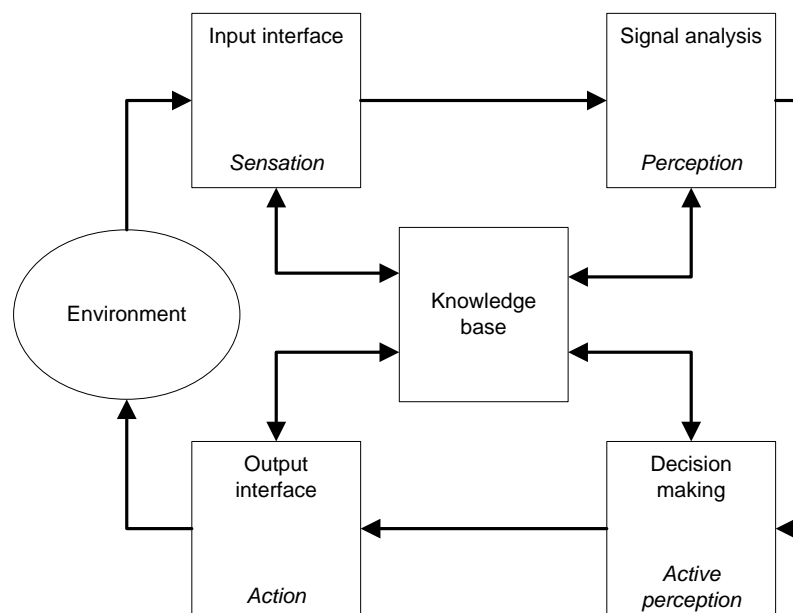 Input interface
Sensation
Signal analysis
Perception
Environment
Knowledge
base
Output
interface
Action
Decision
making
Active
perception